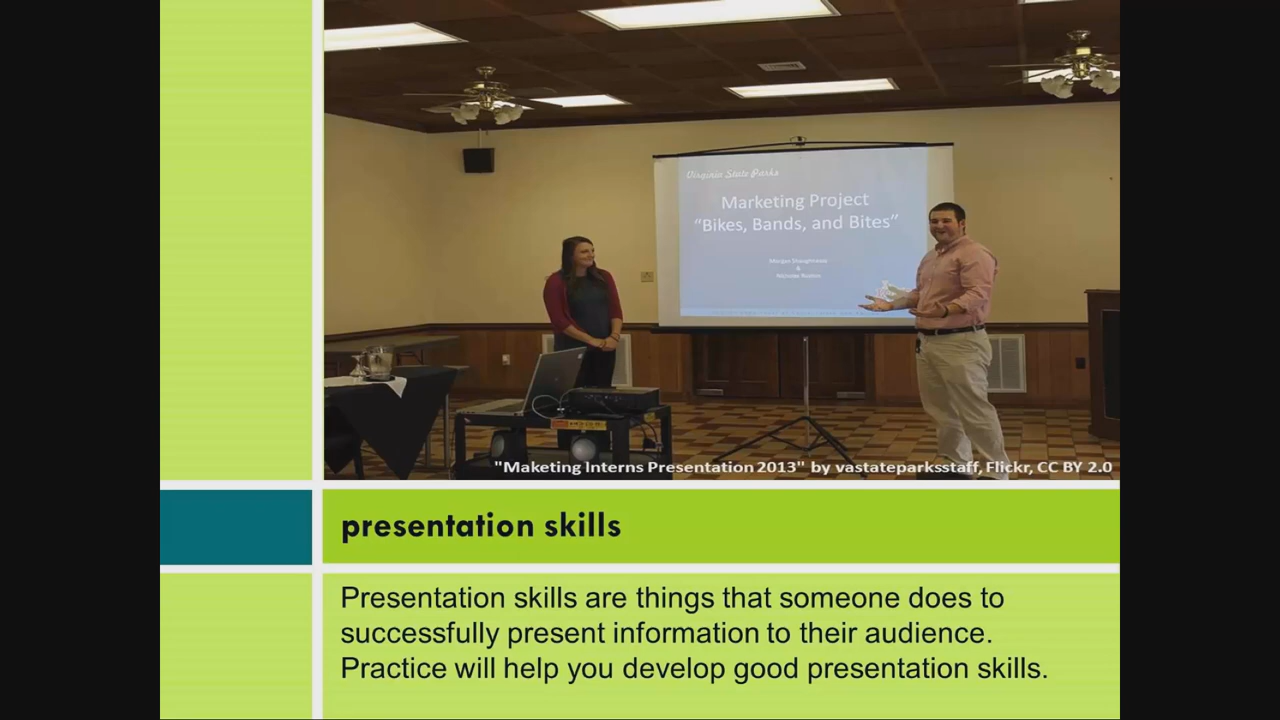 Virginia State Parks
Marketing Project
"Bikes, Bands, and Bites"
&
"Maketing Interns Presentation 2013" by vastateparksstaff, Flickr, CC BY 2.0
presentation skills
Presentation skills are things that someone does to
successfully present information to their audience.
Practice will help you develop good presentation skills.